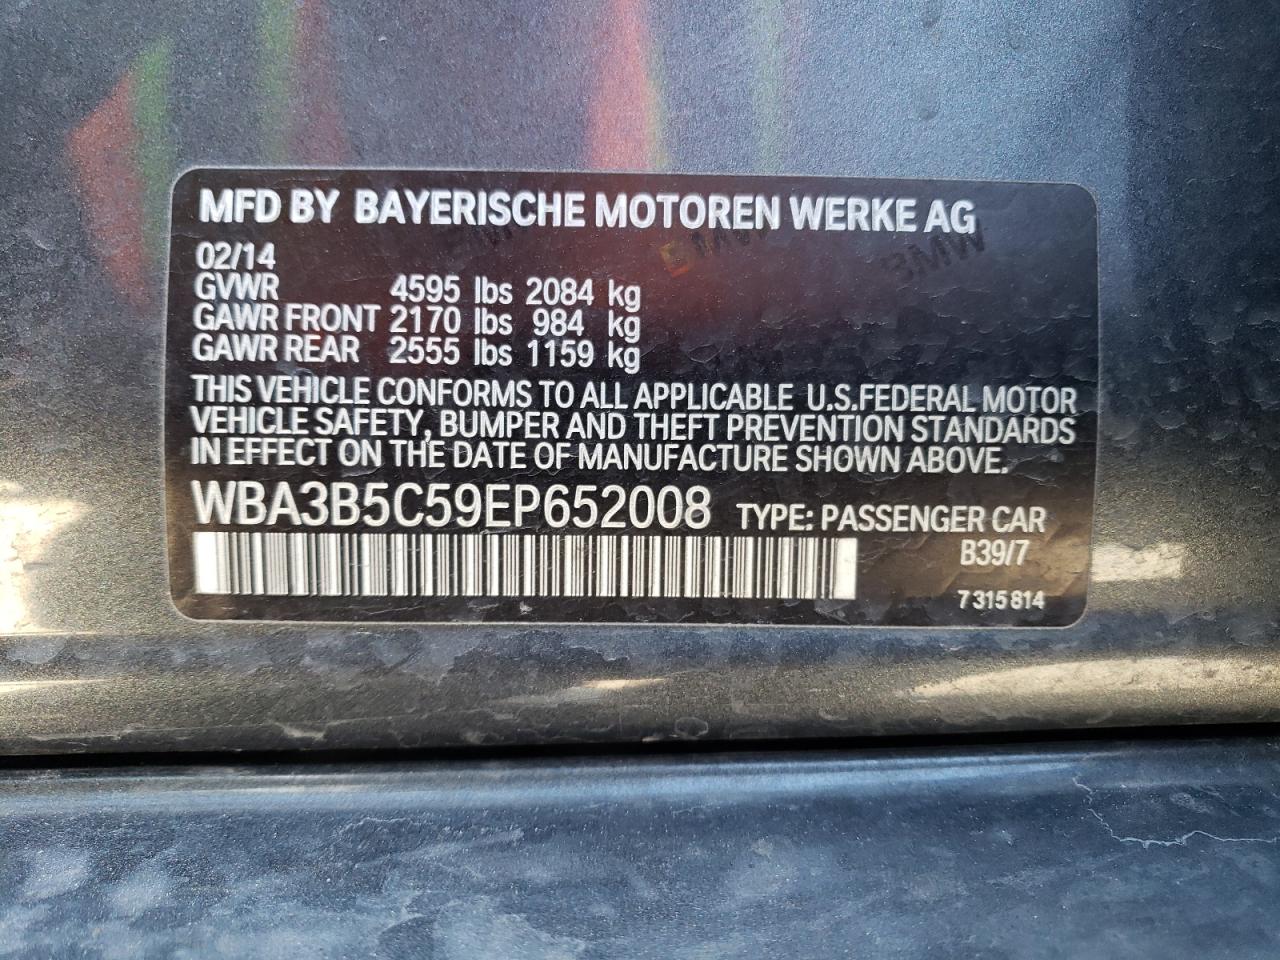 MFD BY BAYERISCHE MOTOREN WERKE AG
02/14
GVWR 4595 lbs 2084 kg
GAWR FRONT 2170 lbs 984 kg
GAWR REAR 2555 lbs 1159 kg
THIS VEHICLE CONFORMS TO ALL APPLICABLE U.S.FEDERAL MOTOR
VEHICLE SAFETY, BUMPER AND THEFT PREVENTION STANDARDS
IN EFFECT ON THE DATE OF MANUFACTURE SHOWN ABOVE.
WBA3B5C59EP652008 TYPE: PASSENGER CAR
B39/7
7 315 814
BMW
BMW